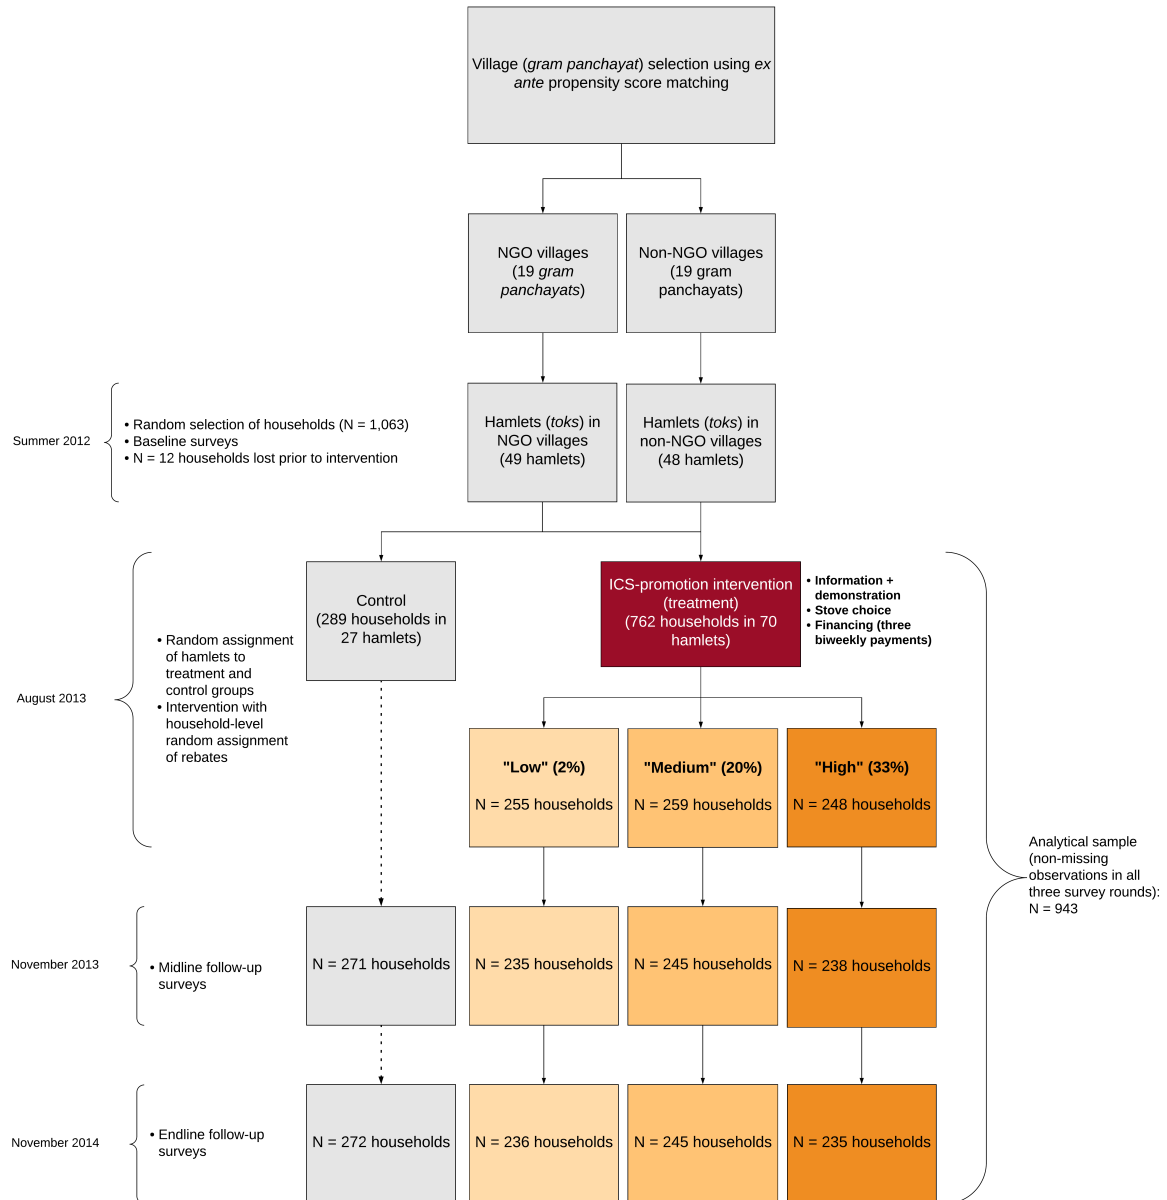 Village (gram panchayat) selection using ex
ante propensity score matching
NGO villages
(19 gram
panchayats)
Non-NGO villages
(19 gram
panchayats)
Summer 2012
• Random selection of households (N = 1,063)
• Baseline surveys
• N = 12 households lost prior to intervention
Hamlets (toks) in
NGO villages
(49 hamlets)
Hamlets (toks) in
non-NGO villages
(48 hamlets)
August 2013
• Random assignment
of hamlets to
treatment and
control groups
• Intervention with
household-level
random assignment
of rebates
Control
(289 households in
27 hamlets)
ICS-promotion intervention
(treatment)
(762 households in 70
hamlets)
• Information +
demonstration
• Stove choice
• Financing (three
biweekly payments)
"Low" (2%)
N = 255 households
"Medium" (20%)
N = 259 households
"High" (33%)
N = 248 households
Analytical sample
(non-missing
observations in all
three survey rounds):
N = 943
November 2013
• Midline follow-up
surveys
N = 271 households
N = 235 households
N = 245 households
N = 238 households
November 2014
• Endline follow-up
surveys
N = 272 households
N = 236 households
N = 245 households
N = 235 households